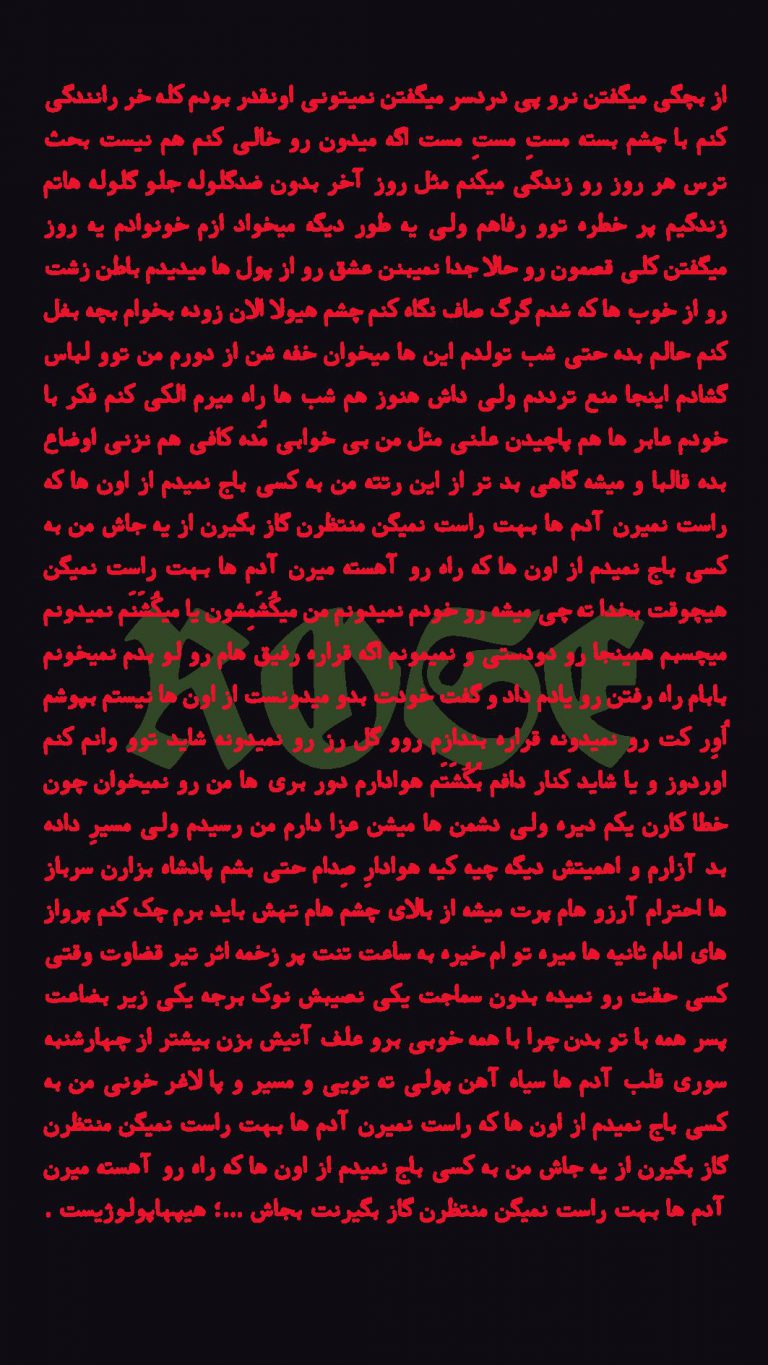 از بچگی میگفتن نرو پی دردسر میگفتن نمیتونی اونقدر بودم کله خر رانندگی
کنم با چشم بسته مستِ مستِ مست اگه میدون رو خالی کنم هم نیست بحث
ترس هر روز رو زندگی میکنم مثل روز آخر بدون ضدگلوله جلو گلوله هاتم
زندگیم پر خطره توو رفاهم ولی یه طور دیگه میخواد ازم خونوادم یه روز
میگفتن کلی قصمون رو حالا جدا نمیبنن عشق رو از پول ها میدیدم باطن زشت
رو از خوب ها که شدم گرگ صاف نگاه کنم چشم هیولا الان زوده بخوام بچه بغل
کنم حالم بده حتی شب تولدم این ها میخوان خفه شن از دورم من توو لباس
گشادم اینجا منع ترددم ولی داش هنوز هم شب ها راه میرم الکی کنم فکر با
خودم عابر ها هم پاچیدن علنی مثل من بی خوابی مُده کافی هم نزنی اوضاع
بده قالبا و میشه گاهی بد تر از این رتته من به کسی باج نمیدم از اون ها که
راست نمیرن آدم ها بهت راست نمیگن منتظرن گاز بگیرن از یه جاش من به
کسی باج نمیدم از اون ها که راه رو آهسته میرن آدم ها بهت راست نمیگن
هیچوقت بخدا ته چی میشه رو خودم نمیدونم من میکُشَمِشون یا میکُشَنَم نمیدونم
میچسبم همینجا رو دودستی و نمیمونم اگه قراره رفیق هام رو لو بدم نمیخونم
بابام راه رفتن رو یادم داد و گفت خودت بدو میدونست از اون ها نیستم بپوشم
اُوِر کت رو نمیدونه قراره بندازم روو گل رز رو نمیدونه شاید توو وانم کنم
اوردوز و یا شاید کنار دافم بُکُشَتَم هوادارم دور بری ها من رو نمیخوان چون
خطا کارن یکم دیره ولی دشمن ها میشن عزا دارم من رسیدم ولی مسیرِ داده
بد آزارم و اهمیتش دیگه چیه کیه هوادارِ صِدام حتی بشم پادشاه بزارن سرباز
ها احترام آرزو هام پرت میشه از بالای چشم هام تهش باید برم چک کنم پرواز
های امام ثانیه ها میره تو ام خیره به ساعت تنت پر زخمه اثر تیر قضاوت وقتی
کسی حقت رو نمیده بدون سماجت یکی نصیبش نوک برجه یکی زیر بضاعت
پسر همه با تو بدن چرا با همه خوبی برو علف آتیش بزن بیشتر از چهارشنبه
سوری قلب آدم ها سیاه آهن پولی ته تویی و مسیر و پا لاغر خونی من به
کسی باج نمیدم از اون ها که راست نمیرن آدم ها بهت راست نمیگن منتظرن
گاز بگیرن از یه جاش من به کسی باج نمیدم از اون ها که راه رو آهسته میرن
آدم ها بهت راست نمیگن منتظرن گاز بگیرنت بجاش ...؛ هیپهاپولوژیست .
ROSE